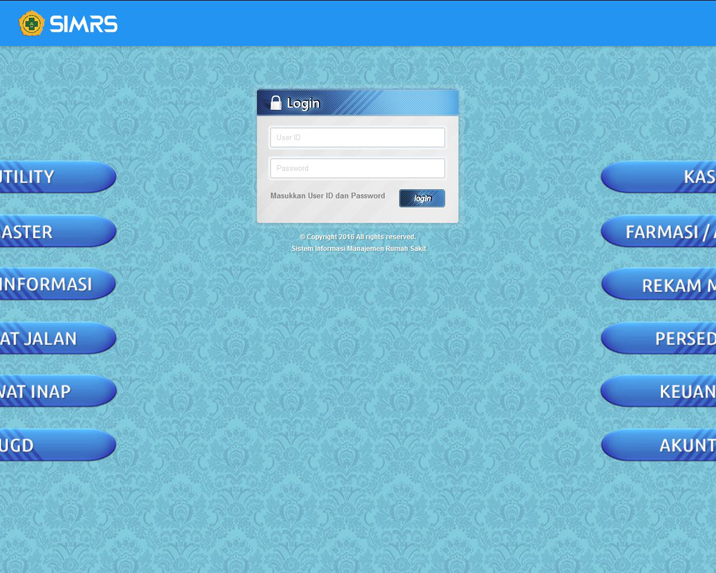 SIMRS
Login
User ID
Password
Masukkan User ID dan Password
login
© Copyright 2016 All rights reserved.
Sistem Informasi Manajemen Rumah Sakit
UTILITY
ASTER
INFORMASI
AT JALAN
WAT INAP
UGD
KAS
FARMASI /
REKAM M
PERSED
KEUAN
AKUNT